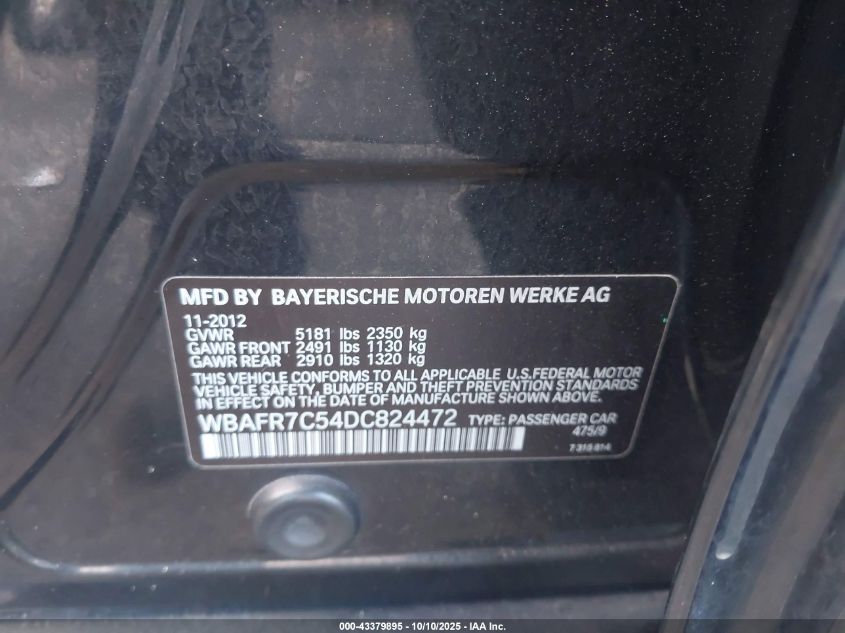 MFD BY BAYERISCHE MOTOREN WERKE AG
11-2012
GVWR 5181 lbs 2350 kg
GAWR FRONT 2491 lbs 1130 kg
GAWR REAR 2910 lbs 1320 kg
THIS VEHICLE CONFORMS TO ALL APPLICABLE U.S.FEDERAL MOTOR
VEHICLE SAFETY, BUMPER AND THEFT PREVENTION STANDARDS
IN EFFECT ON THE DATE OF MANUFACTURE SHOWN ABOVE.
WBAFR7C54DC824472 TYPE: PASSENGER CAR
475/9
000-43379895 - 10/10/2025 - IAA Inc.